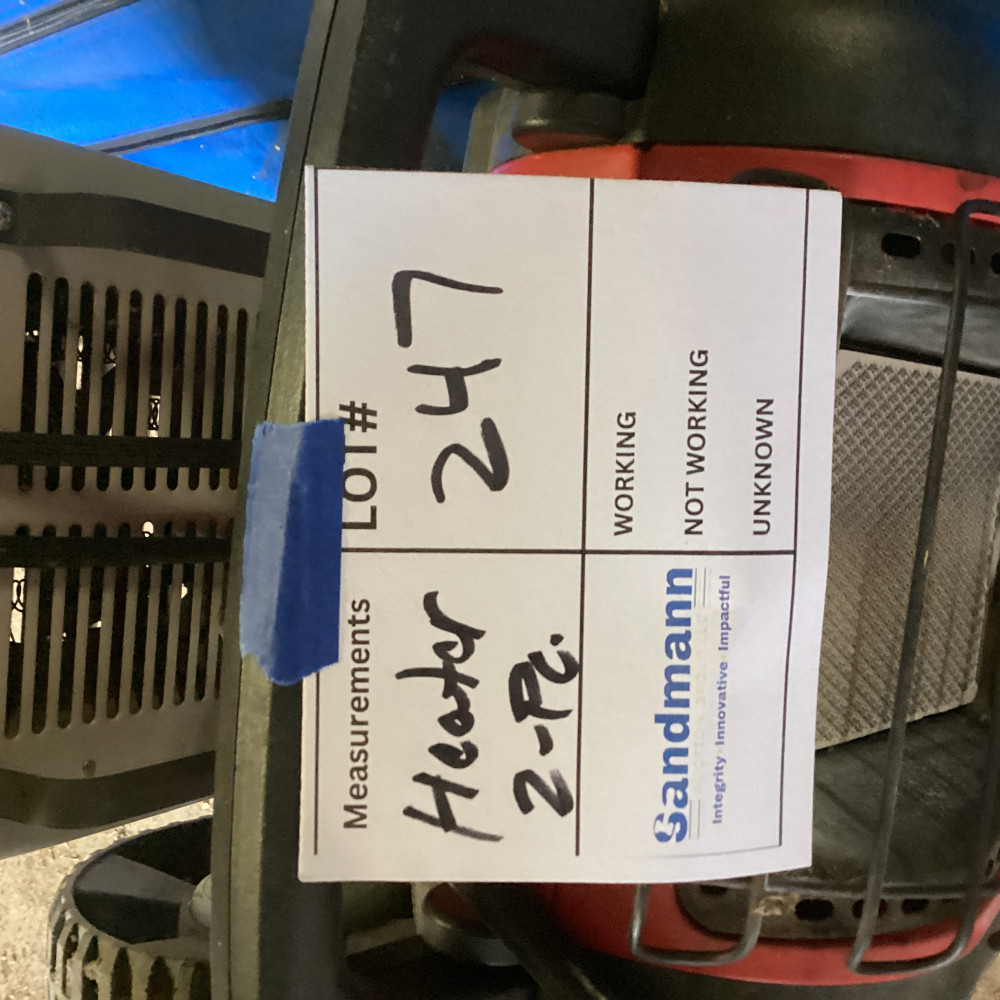 Measurements
Heater
2-Pc.
LOT#
247
Sandmann
Integrity · Innovative · Impactful
WORKING
NOT WORKING
UNKNOWN